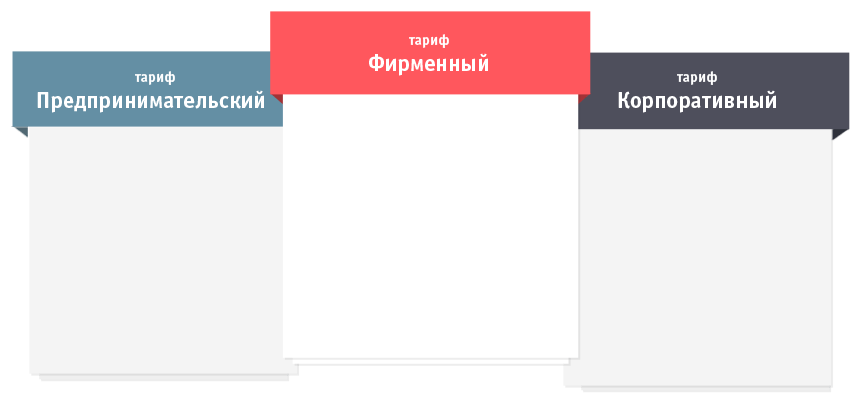 тариф
Предпринимательский
тариф
Фирменный
тариф
Корпоративный